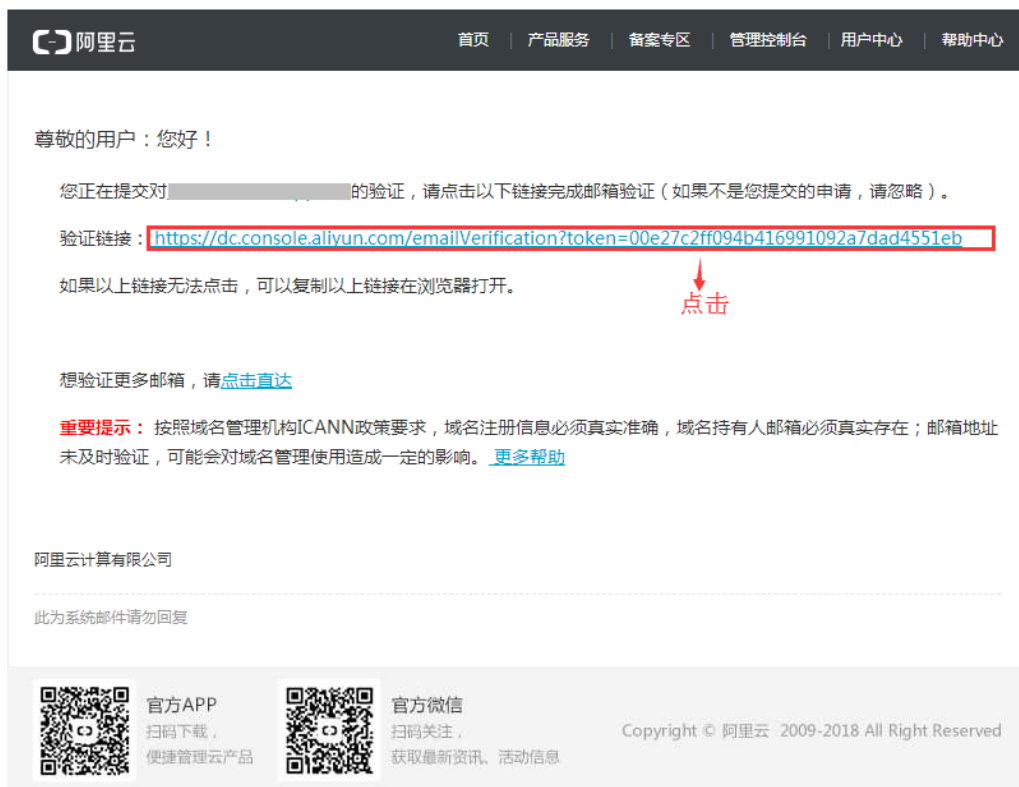 阿里云
首页 | 产品服务 | 备案专区 | 管理控制台 | 用户中心 | 帮助中心
尊敬的用户：您好！
您正在提交对 的验证，请点击以下链接完成邮箱验证（如果不是您提交的申请，请忽略）。
验证链接：https://dc.console.aliyun.com/emailVerification?token=00e27c2ff094b416991092a7dad4551eb
如果以上链接无法点击，可以复制以上链接在浏览器打开。
点击
想验证更多邮箱，请点击直达
重要提示： 按照域名管理机构ICANN政策要求，域名注册信息必须真实准确，域名持有人邮箱必须真实存在；邮箱地址
未及时验证，可能会对域名管理使用造成一定的影响。 更多帮助
阿里云计算有限公司
此为系统邮件请勿回复
官方APP
扫码下载，
便捷管理云产品
官方微信
扫码关注，
获取最新资讯、活动信息
Copyright © 阿里云 2009-2018 All Right Reserved